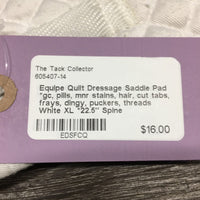 The Tack Collector
605407-14
Equipe Quilt Dressage Saddle Pad
*gc, pills, mnr stains, hair, cut tabs,
frays, dingy, puckers, threads
White XL *22.5" Spine
$16.00
EDSFCQ